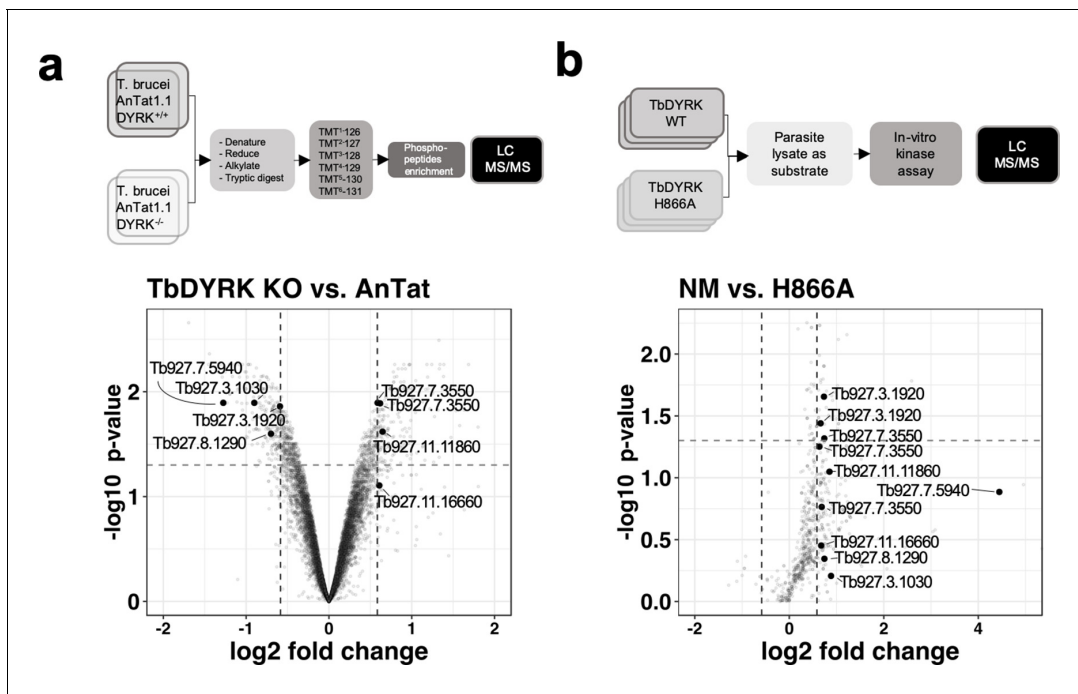 a
T. brucei
AnTat1.1
DYRK+/+
T. brucei
AnTat1.1
DYRK-/-
- Denature
- Reduce
- Alkylate
- Tryptic digest
TMT¹-126
TMT²-127
TMT³-128
TMT⁴-129
TMT⁵-130
TMT⁶-131
Phospho-
peptides
enrichment
LC
MS/MS
b
TbDYRK
WT
TbDYRK
H866A
Parasite
lysate as
substrate
In-vitro
kinase
assay
LC
MS/MS
TbDYRK KO vs. AnTat
Tb927.7.5940
Tb927.3.1030
Tb927.3.1920
Tb927.8.1290
Tb927.7.3550
Tb927.7.3550
Tb927.11.11860
Tb927.11.16660
-log10 p-value
2
1
0
-2
-1
0
1
2
log2 fold change
NM vs. H866A
Tb927.3.1920
Tb927.3.1920
Tb927.7.3550
Tb927.7.3550
Tb927.11.11860
Tb927.7.5940
Tb927.7.3550
Tb927.11.16660
Tb927.8.1290
Tb927.3.1030
-log10 p-value
2.0
1.5
1.0
0.5
0.0
-2
0
2
4
log2 fold change